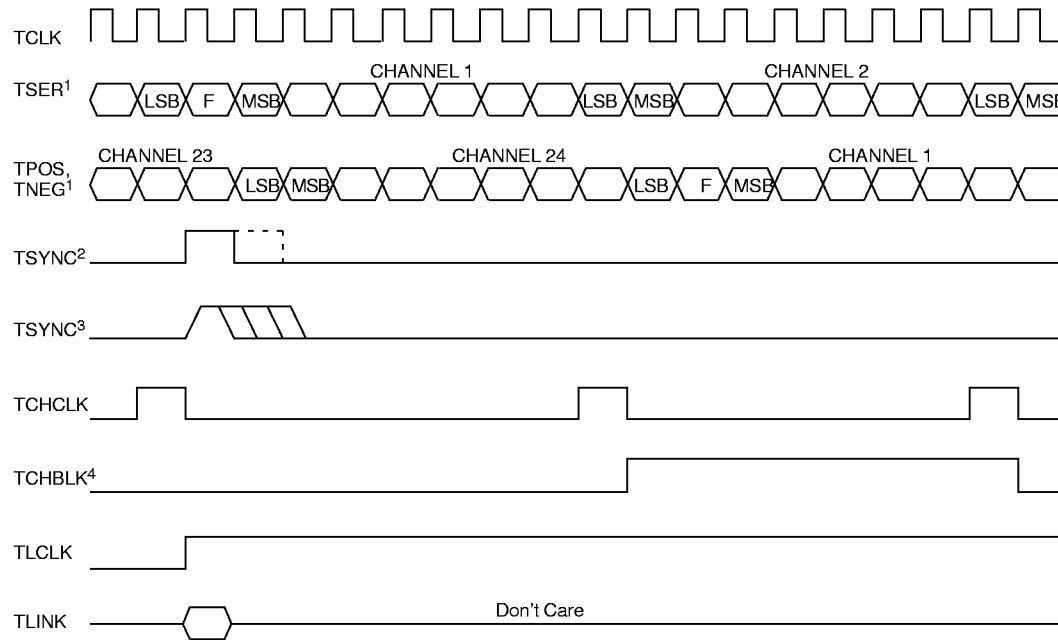 TCLK
CHANNEL 1 CHANNEL 2
TSER¹ LSB F MSB LSB MSB LSB MSB
CHANNEL 23 CHANNEL 24 CHANNEL 1
TPOS,
TNEG¹ LSB MSB LSB F MSB
TSYNC²
TSYNC³
TCHCLK
TCHBLK⁴
TLCLK
Don't Care
TLINK